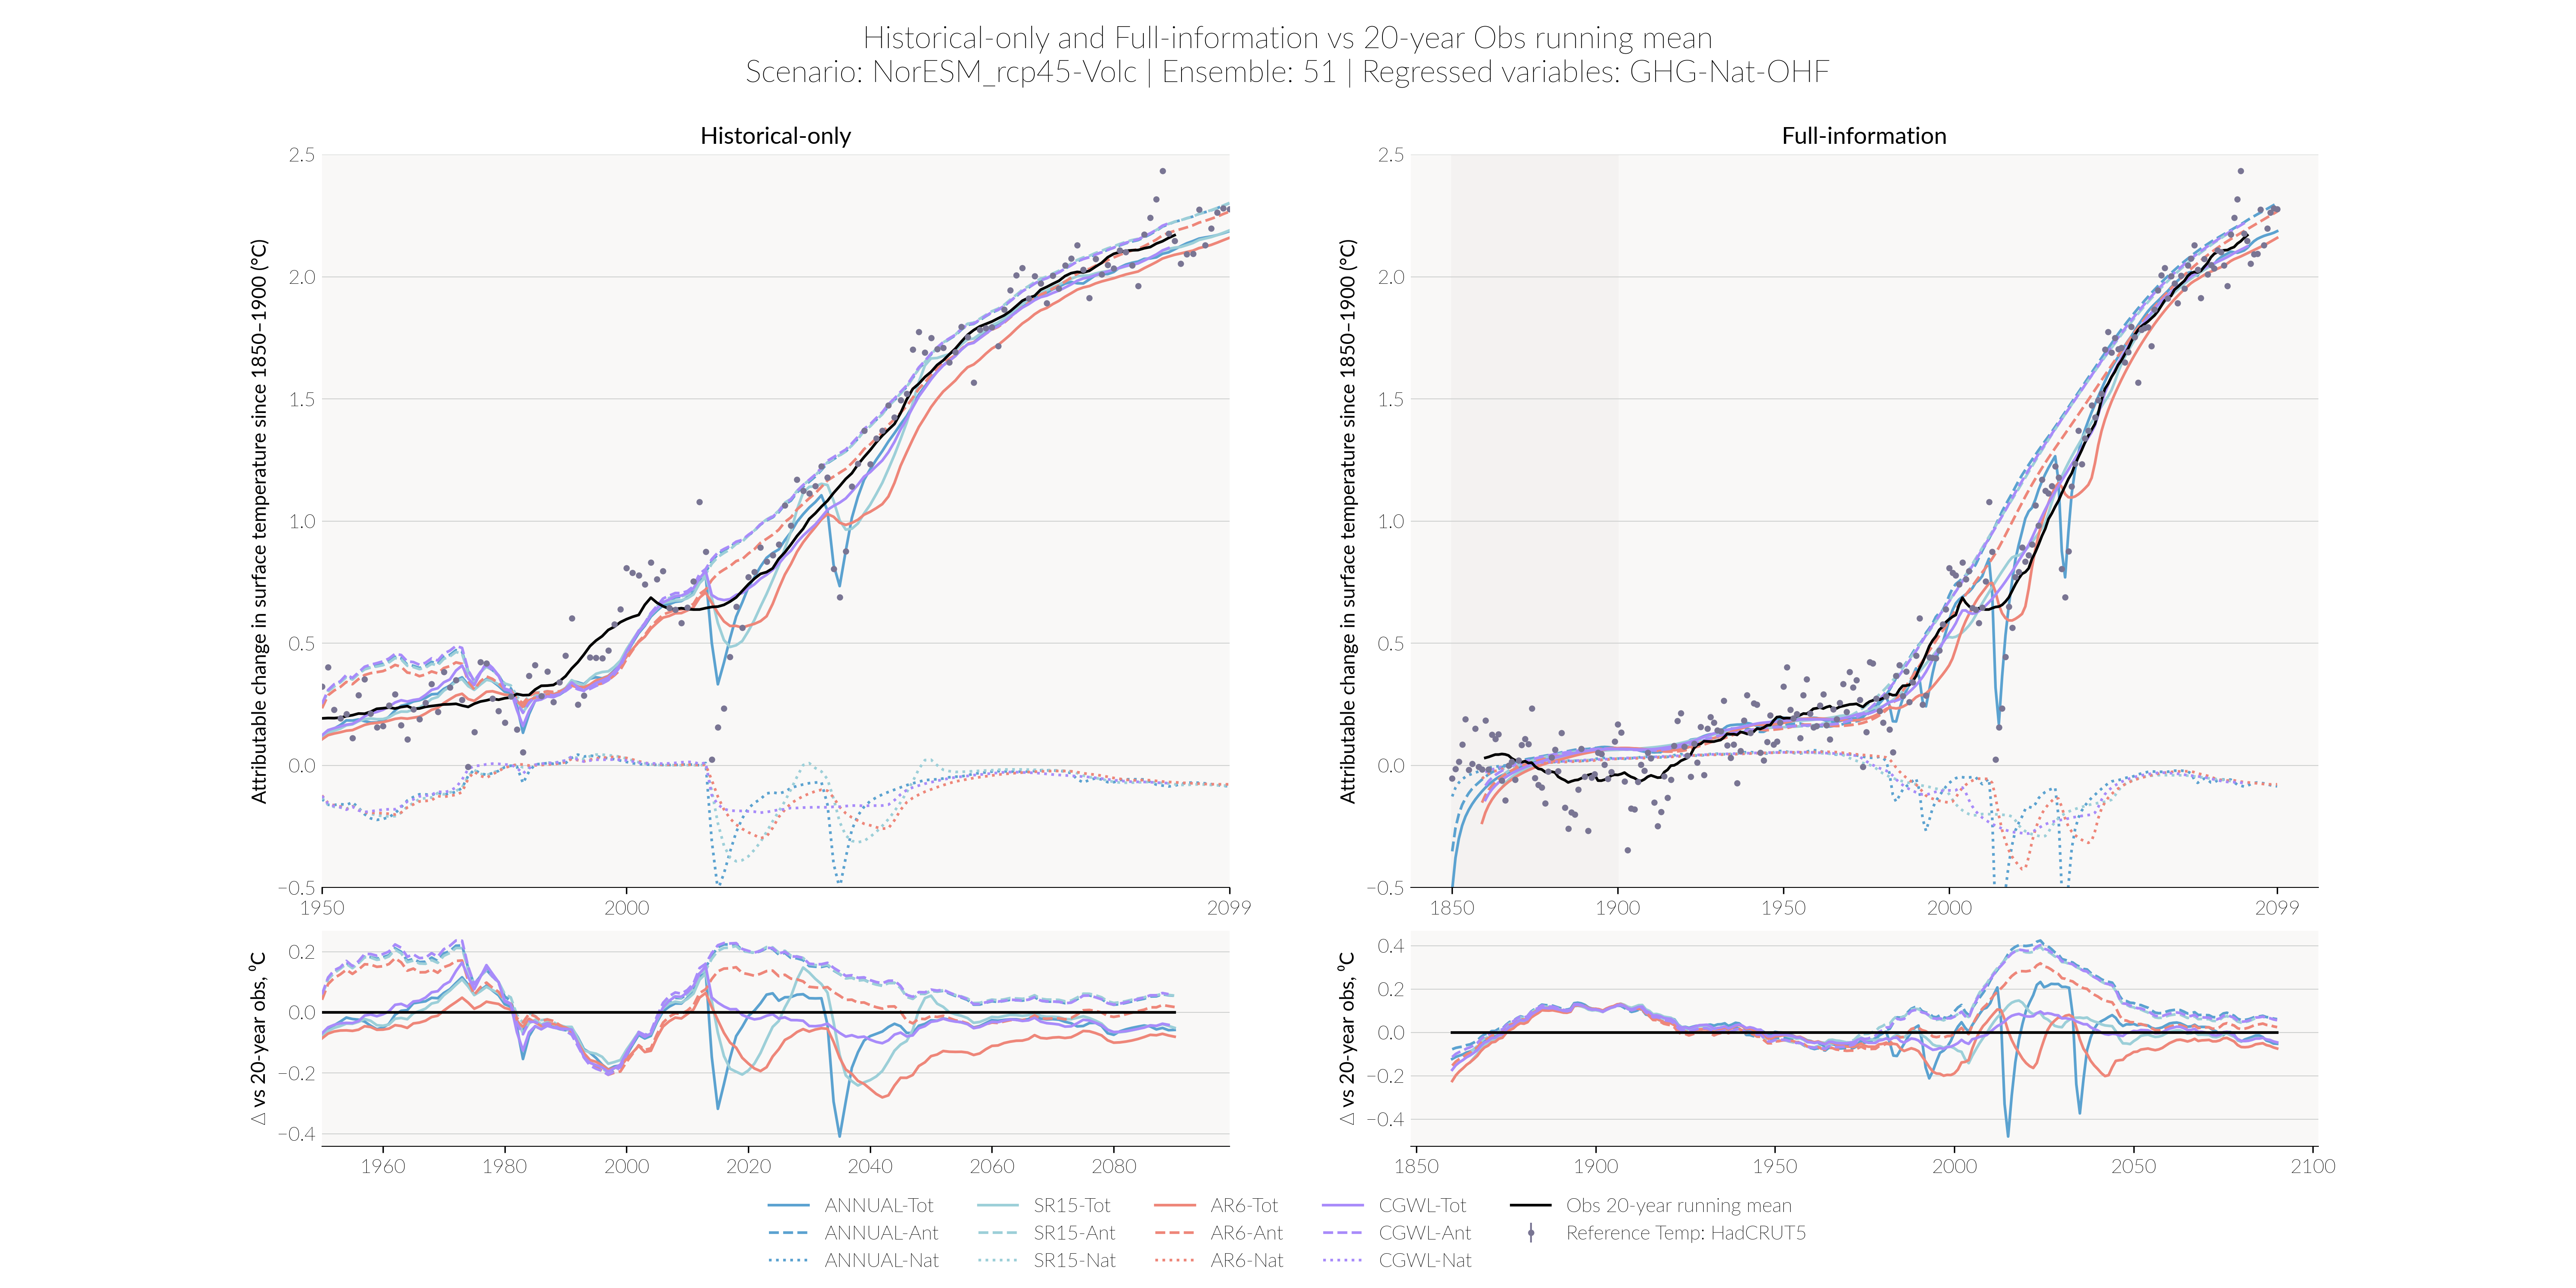 Historical-only and Full-information vs 20-year Obs running mean
Scenario: NorESM_rcp45-Volc | Ensemble: 51 | Regressed variables: GHG-Nat-OHF
Historical-only
Attributable change in surface temperature since 1850–1900 (°C)
2.5
2.0
1.5
1.0
0.5
0.0
−0.5
1950
2000
2099
Full-information
Attributable change in surface temperature since 1850–1900 (°C)
2.5
2.0
1.5
1.0
0.5
0.0
−0.5
1850
1900
1950
2000
2099
Δ vs 20-year obs, °C
0.2
0.0
−0.2
−0.4
1960
1980
2000
2020
2040
2060
2080
Δ vs 20-year obs, °C
0.4
0.2
0.0
−0.2
−0.4
1850
1900
1950
2000
2050
2100
ANNUAL-Tot
ANNUAL-Ant
ANNUAL-Nat
SR15-Tot
SR15-Ant
SR15-Nat
AR6-Tot
AR6-Ant
AR6-Nat
CGWL-Tot
CGWL-Ant
CGWL-Nat
Obs 20-year running mean
Reference Temp: HadCRUT5